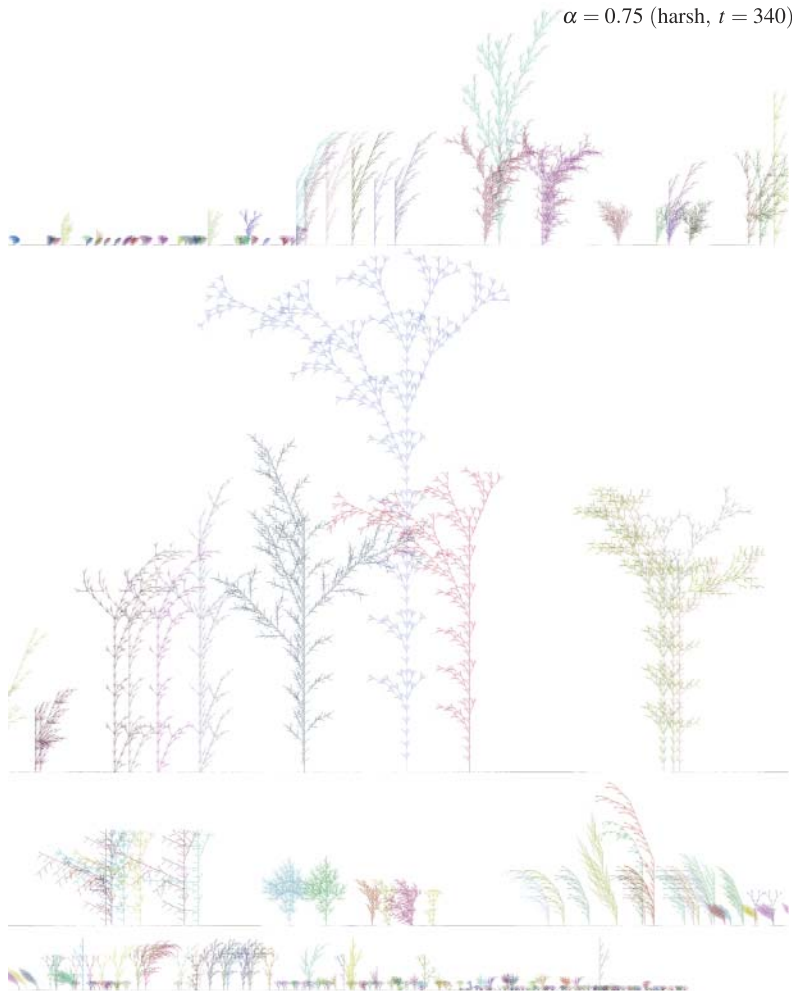 α = 0.75 (harsh, t = 340)